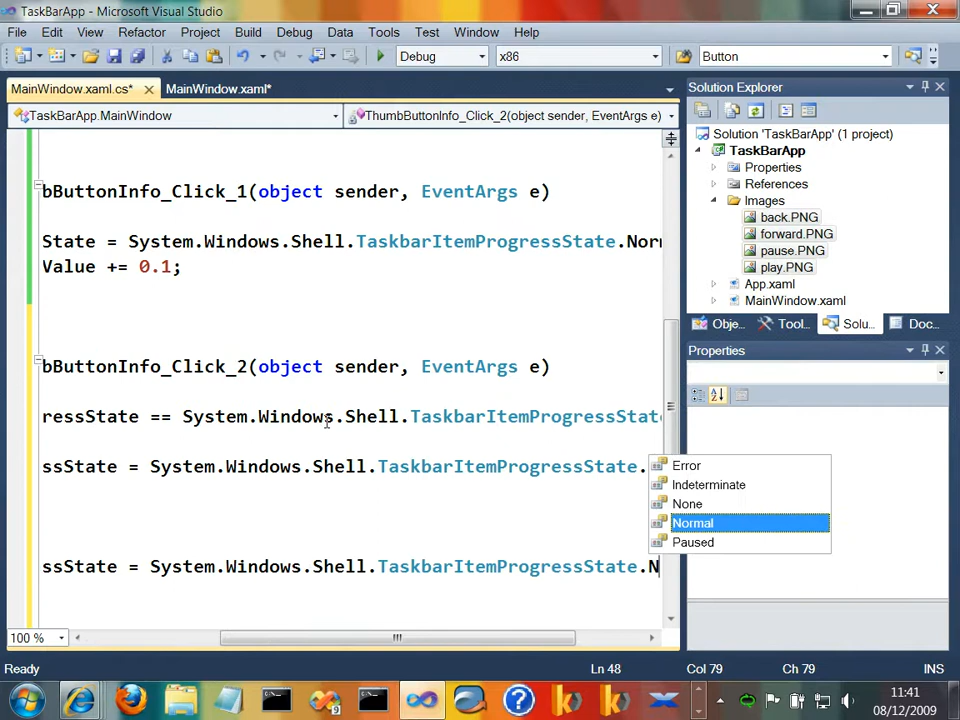 TaskBarApp - Microsoft Visual Studio
File Edit View Refactor Project Build Debug Data Tools Test Window Help
Debug x86 Button
MainWindow.xaml.cs* MainWindow.xaml*
TaskBarApp.MainWindow ThumbButtonInfo_Click_2(object sender, EventArgs e)
bButtonInfo_Click_1(object sender, EventArgs e)
State = System.Windows.Shell.TaskbarItemProgressState.Nor
Value += 0.1;
bButtonInfo_Click_2(object sender, EventArgs e)
ressState == System.Windows.Shell.TaskbarItemProgressState
ssState = System.Windows.Shell.TaskbarItemProgressState.
Error
Indeterminate
None
Normal
Paused
ssState = System.Windows.Shell.TaskbarItemProgressState.N
100 %
Solution Explorer
Solution 'TaskBarApp' (1 project)
TaskBarApp
Properties
References
Images
back.PNG
forward.PNG
pause.PNG
play.PNG
App.xaml
MainWindow.xaml
Obje... Tool... Solu... Doc...
Properties
Ready Ln 48 Col 79 Ch 79 INS
11:41
08/12/2009